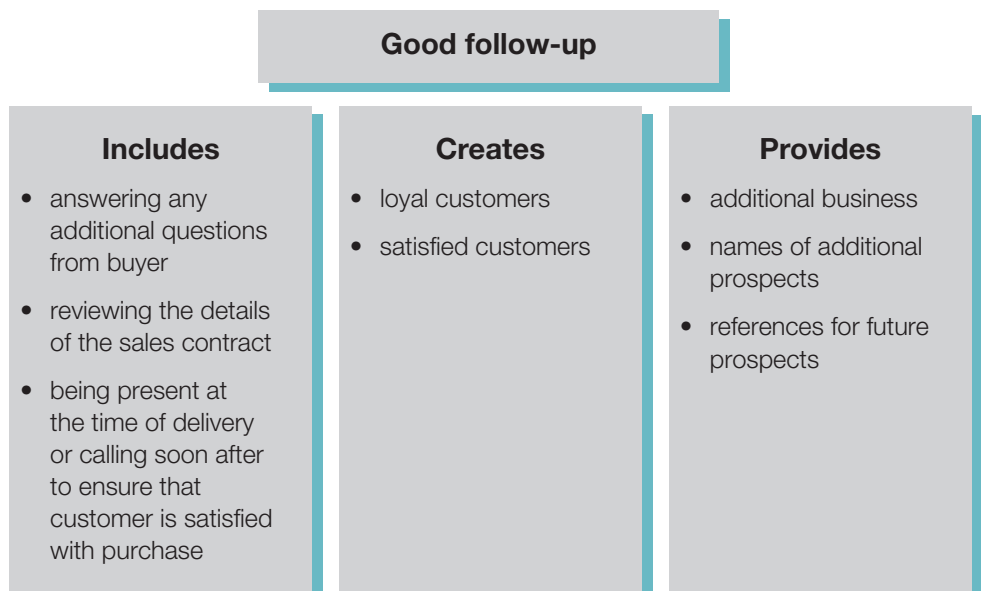 Good follow-up
Includes
• answering any
additional questions
from buyer
• reviewing the details
of the sales contract
• being present at
the time of delivery
or calling soon after
to ensure that
customer is satisfied
with purchase
Creates
• loyal customers
• satisfied customers
Provides
• additional business
• names of additional
prospects
• references for future
prospects